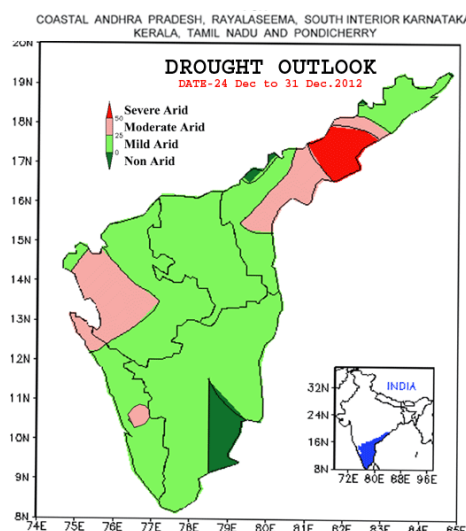 COASTAL ANDHRA PRADESH, RAYALASEEMA, SOUTH INTERIOR KARNATAKA
KERALA, TAMIL NADU AND PONDICHERRY
DROUGHT OUTLOOK
DATE-24 Dec to 31 Dec.2012
Severe Arid
50
Moderate Arid
25
Mild Arid
0
Non Arid
20N
19N
18N
17N
16N
15N
14N
13N
12N
11N
10N
9N
8N
74E 75E 76E 77E 78E 79E 80E 81E 82E 83E 84E 85E
INDIA
32N
24N
16N
8N
72E 80E 88E 96E